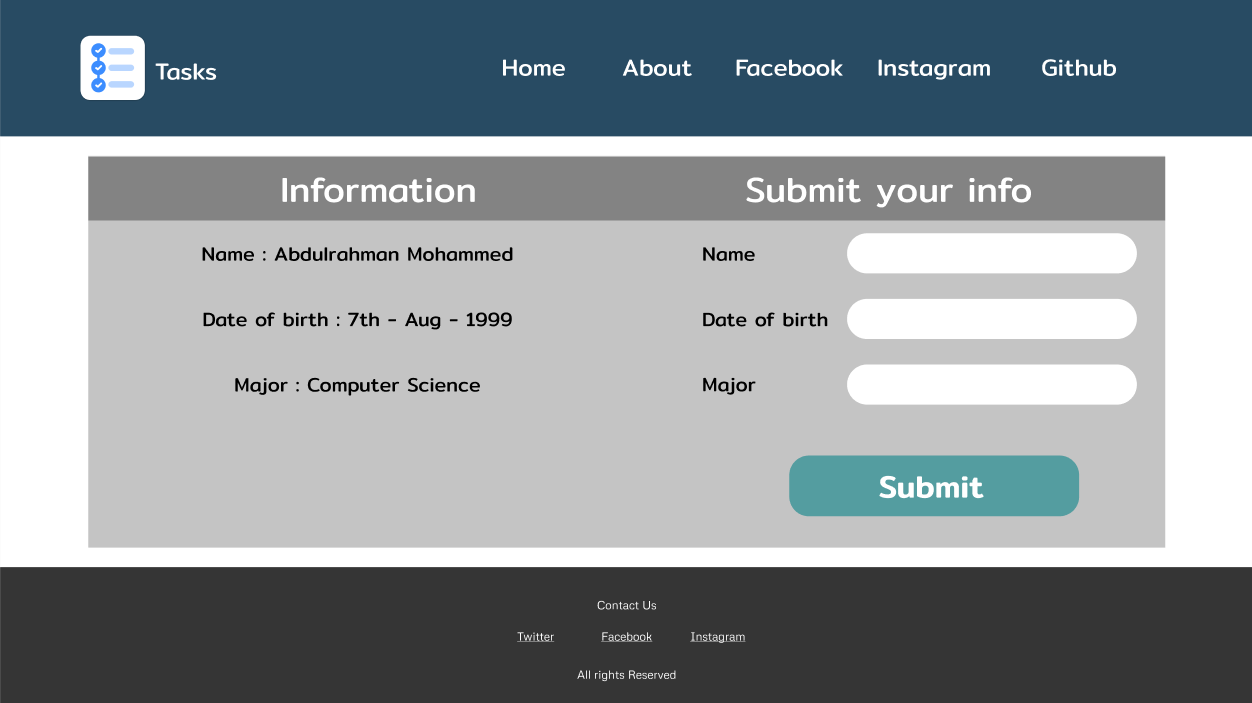 Tasks
Home About Facebook Instagram Github
Information
Submit your info
Name : Abdulrahman Mohammed
Date of birth : 7th - Aug - 1999
Major : Computer Science
Name
Date of birth
Major
Submit
Contact Us
Twitter Facebook Instagram
All rights Reserved